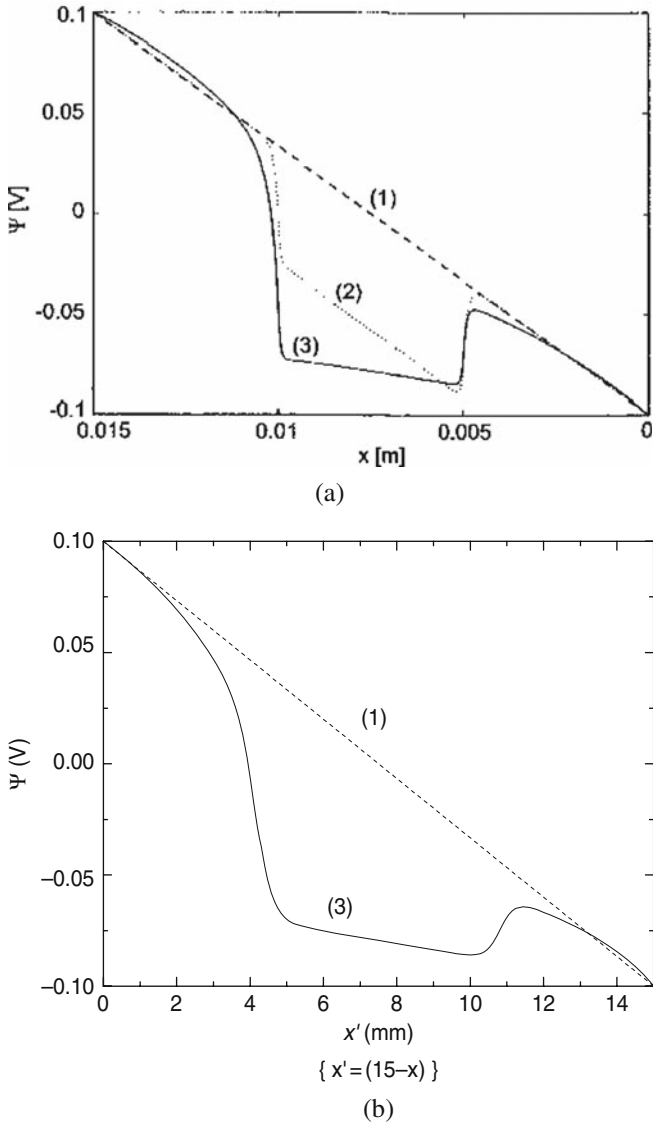 0.1
0.05
0
-0.05
-0.1
Ψ [V]
(1)
(2)
(3)
0.015 0.01 0.005 0
x [m]
(a)
0.10
0.05
0.00
−0.05
−0.10
Ψ (V)
(1)
(3)
0 2 4 6 8 10 12 14
x' (mm)
{ x' = (15−x) }
(b)